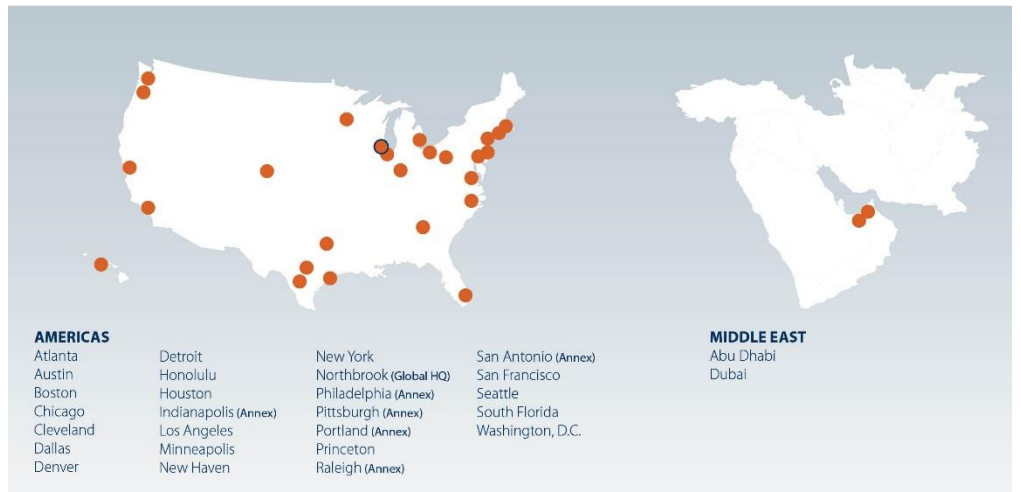 AMERICAS
Atlanta
Austin
Boston
Chicago
Cleveland
Dallas
Denver
Detroit
Honolulu
Houston
Indianapolis (Annex)
Los Angeles
Minneapolis
New Haven
New York
Northbrook (Global HQ)
Philadelphia (Annex)
Pittsburgh (Annex)
Portland (Annex)
Princeton
Raleigh (Annex)
San Antonio (Annex)
San Francisco
Seattle
South Florida
Washington, D.C.
MIDDLE EAST
Abu Dhabi
Dubai